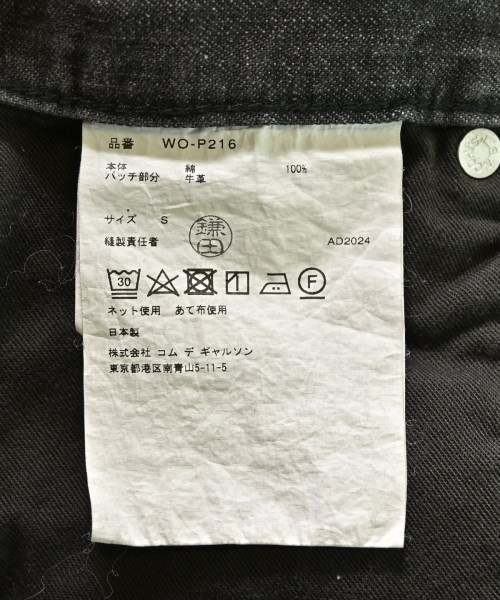 品番 WO-P216
本体 綿 100%
パッチ部分 牛革
サイズ S
縫製責任者 鎌田 AD2024
30 F
ネット使用 あて布使用
日本製
株式会社 コム デ ギャルソン
東京都港区南青山5-11-5